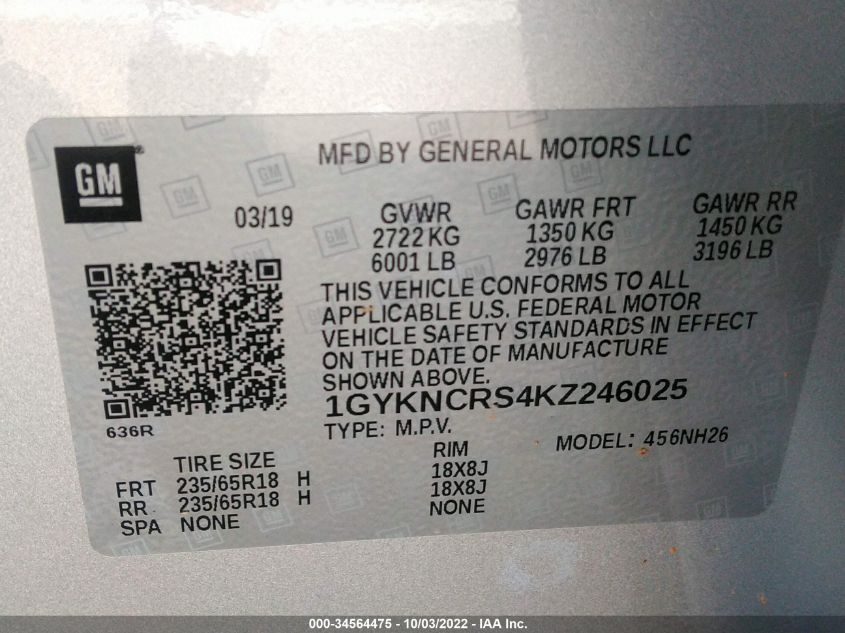 GM
MFD BY GENERAL MOTORS LLC
03/19
GVWR GAWR FRT GAWR RR
2722 KG 1350 KG 1450 KG
6001 LB 2976 LB 3196 LB
THIS VEHICLE CONFORMS TO ALL
APPLICABLE U.S. FEDERAL MOTOR
VEHICLE SAFETY STANDARDS IN EFFECT
ON THE DATE OF MANUFACTURE
SHOWN ABOVE.
1GYKNCRS4KZ246025
636R
TYPE: M.P.V. MODEL: 456NH26
TIRE SIZE RIM
FRT 235/65R18 H 18X8J
RR 235/65R18 H 18X8J
SPA NONE NONE
000-34564475 - 10/03/2022 - IAA Inc.